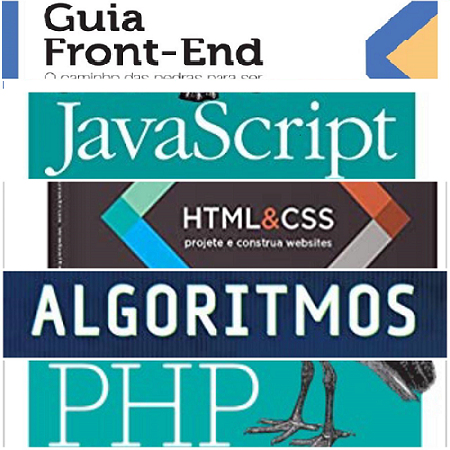 Guia
Front-End
O caminho das pedras para ser
JavaScript
HTML&CSS
projete e construa websites
ALGORITMOS
PHP